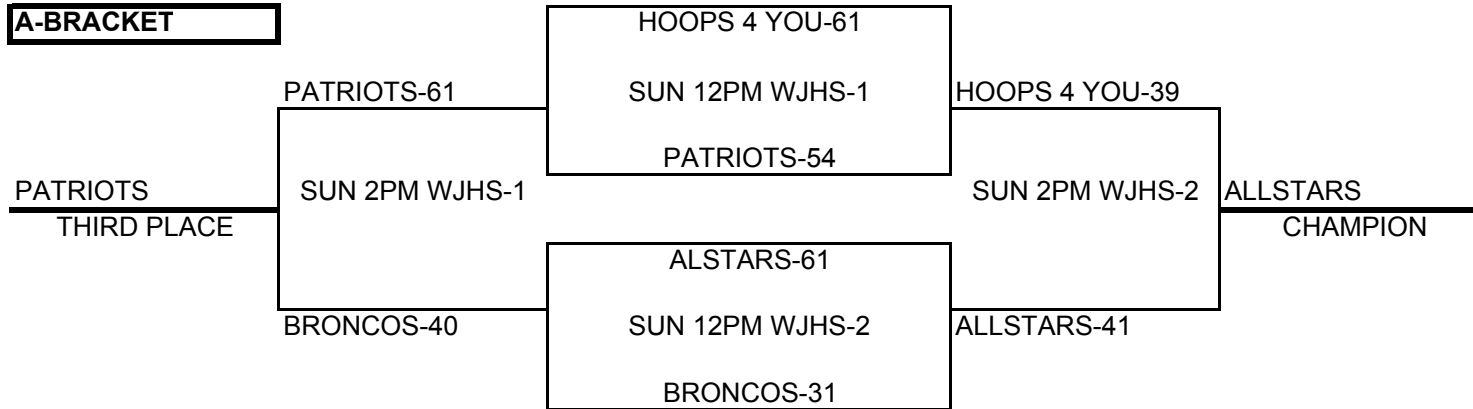 A-BRACKET
HOOPS 4 YOU-61
PATRIOTS-61
SUN 12PM WJHS-1
HOOPS 4 YOU-39
PATRIOTS-54
PATRIOTS
SUN 2PM WJHS-1
SUN 2PM WJHS-2
ALLSTARS
THIRD PLACE
CHAMPION
ALSTARS-61
BRONCOS-40
SUN 12PM WJHS-2
ALLSTARS-41
BRONCOS-31